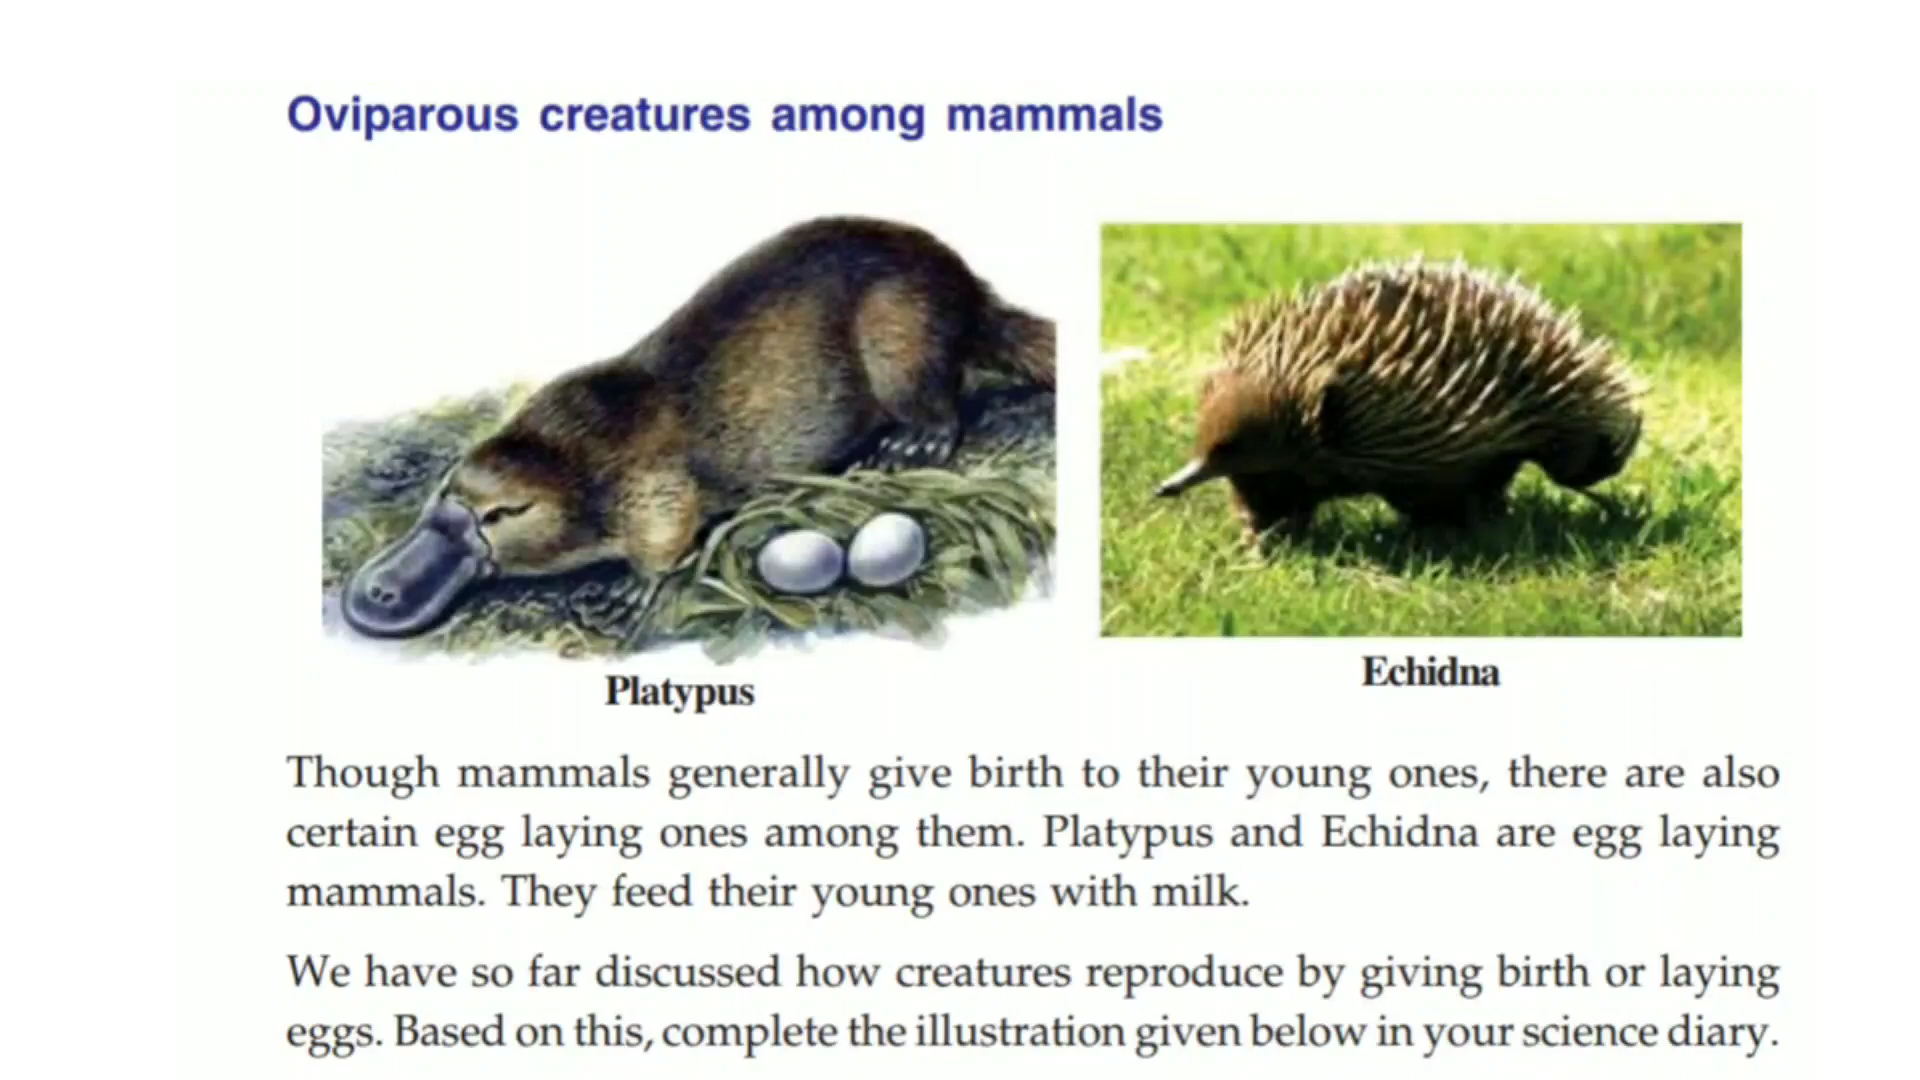 Oviparous creatures among mammals
Platypus
Echidna
Though mammals generally give birth to their young ones, there are also
certain egg laying ones among them. Platypus and Echidna are egg laying
mammals. They feed their young ones with milk.
We have so far discussed how creatures reproduce by giving birth or laying
eggs. Based on this, complete the illustration given below in your science diary.